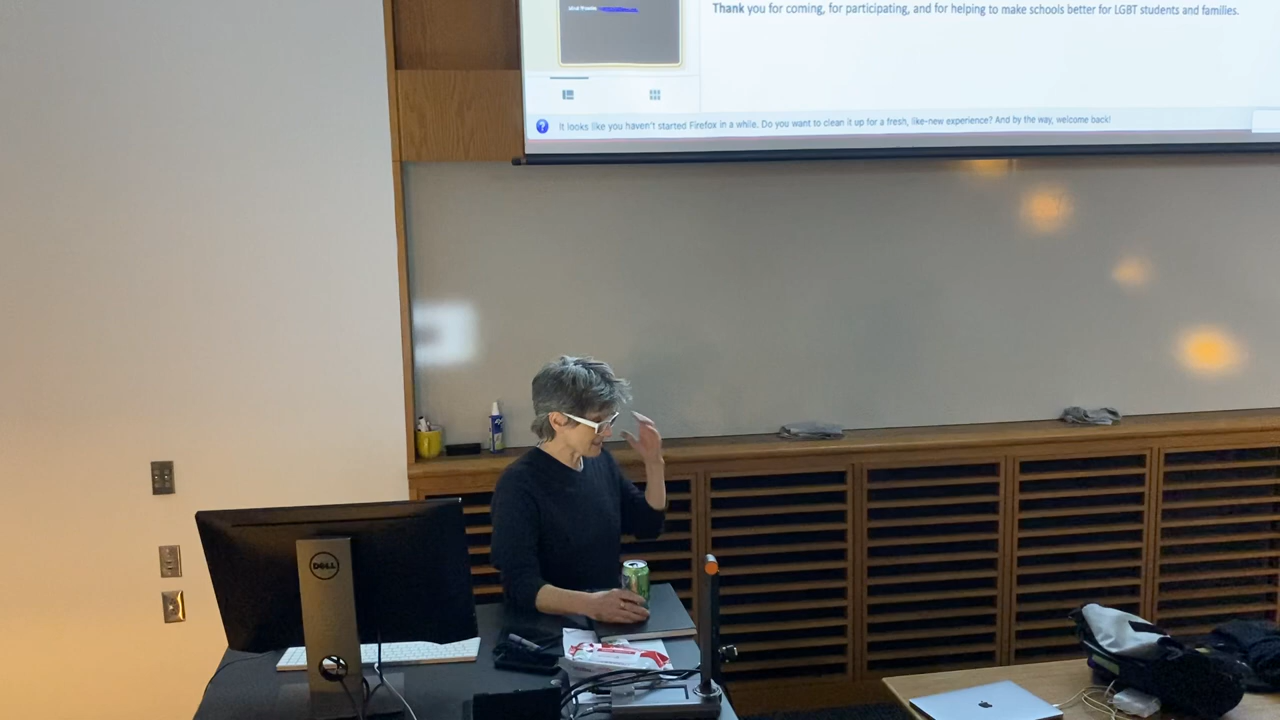 Thank you for coming, for participating, and for helping to make schools better for LGBT students and families.
It looks like you haven't started Firefox in a while. Do you want to clean it up for a fresh, like-new experience? And by the way, welcome back!
DELL